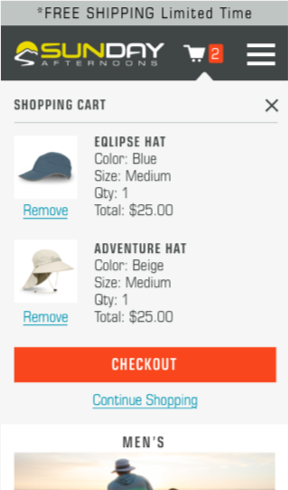 *FREE SHIPPING Limited Time
SUNDAY
AFTERNOONS
2
SHOPPING CART
EQLIPSE HAT
Color: Blue
Size: Medium
Qty: 1
Remove
Total: $25.00
ADVENTURE HAT
Color: Beige
Size: Medium
Qty: 1
Remove
Total: $25.00
CHECKOUT
Continue Shopping
MEN'S